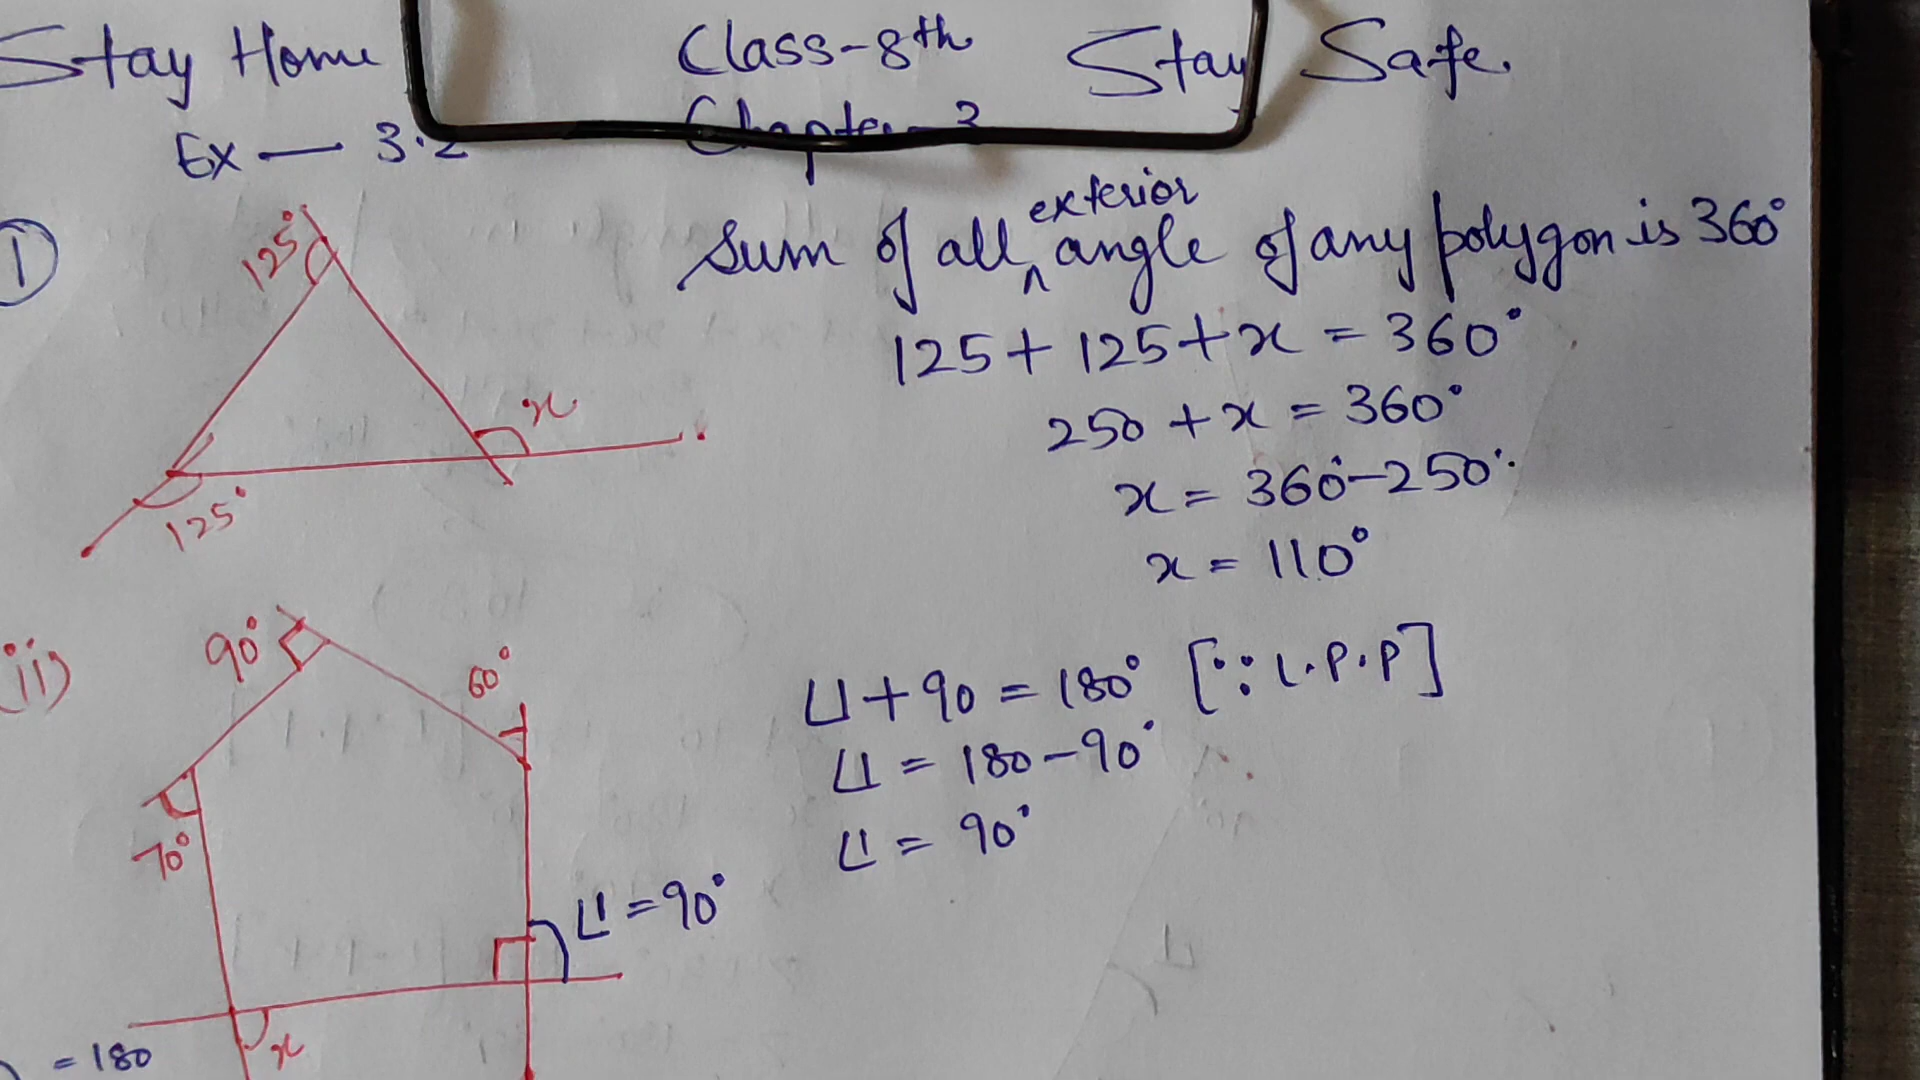 Stay Home
Class-8th
Stay Safe.
Chapter-3
Ex — 3.2
1
125°
x
125°
Sum of all exterior angle of any polygon is 360°
125 + 125 + x = 360°
250 + x = 360°
x = 360° - 250°
x = 110°
ii)
90°
60°
70°
∠1 = 90°
x
= 180
∠1 + 90 = 180° [∵ L.P.P]
∠1 = 180 - 90°
∠1 = 90°